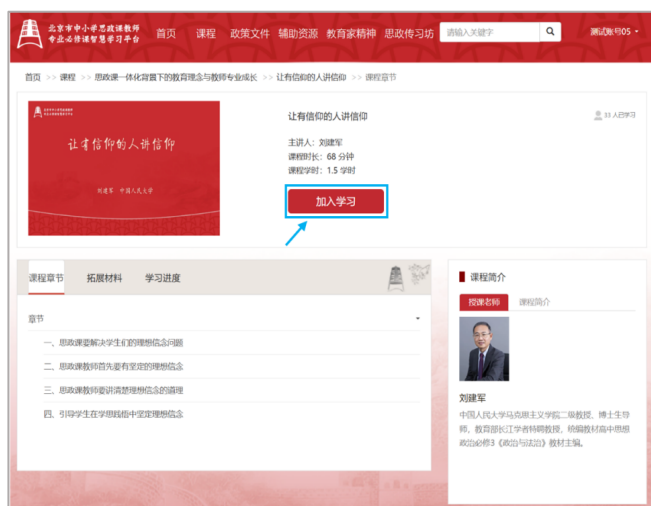 北京市中小学思政课教师
专业必修课智慧学习平台
首页 课程 政策文件 辅助资源 教育家精神 思政传习坊 请输入关键字 测试账号05
首页 >> 课程 >> 思政课一体化背景下的教育理念与教师专业成长 >> 让有信仰的人讲信仰 >> 课程章节
让有信仰的人讲信仰
刘建军 中国人民大学
让有信仰的人讲信仰
33 人已学习
主讲人：刘建军
课程时长：68 分钟
课程学时：1.5 学时
加入学习
课程章节 拓展材料 学习进度
章节
一、思政课要解决学生们的理想信念问题
二、思政课教师首先要有坚定的理想信念
三、思政课教师要讲清楚理想信念的道理
四、引导学生在学思践悟中坚定理想信念
课程简介
授课老师 课程简介
刘建军
中国人民大学马克思主义学院二级教授、博士生导
师，教育部长江学者特聘教授，统编教材高中思想
政治必修3《政治与法治》教材主编。